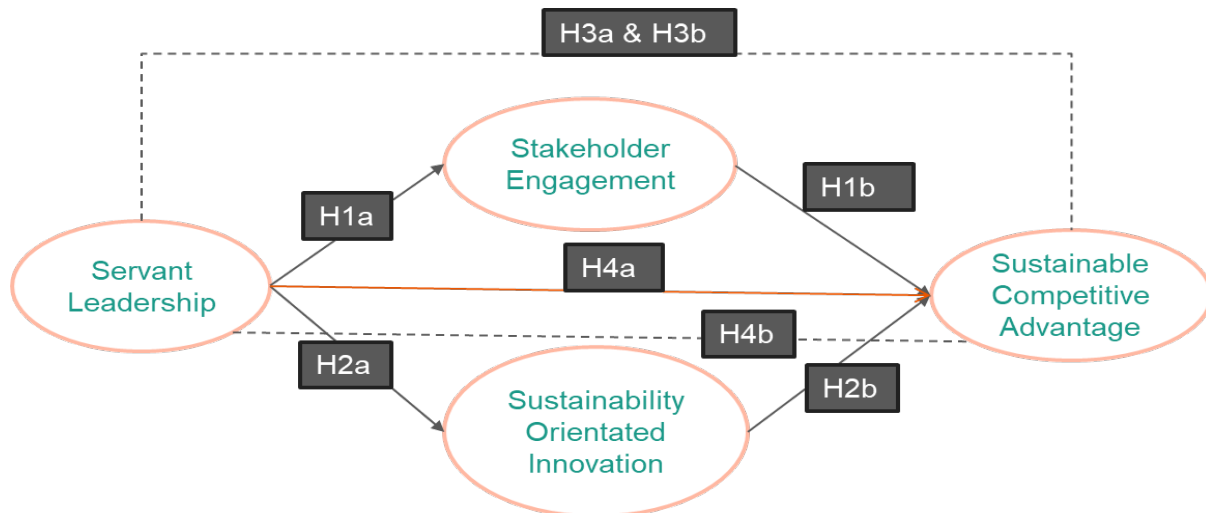 H3a & H3b
Stakeholder
Engagement
H1a
H1b
Servant
Leadership
H4a
Sustainable
Competitive
Advantage
H4b
H2a
H2b
Sustainability
Orientated
Innovation